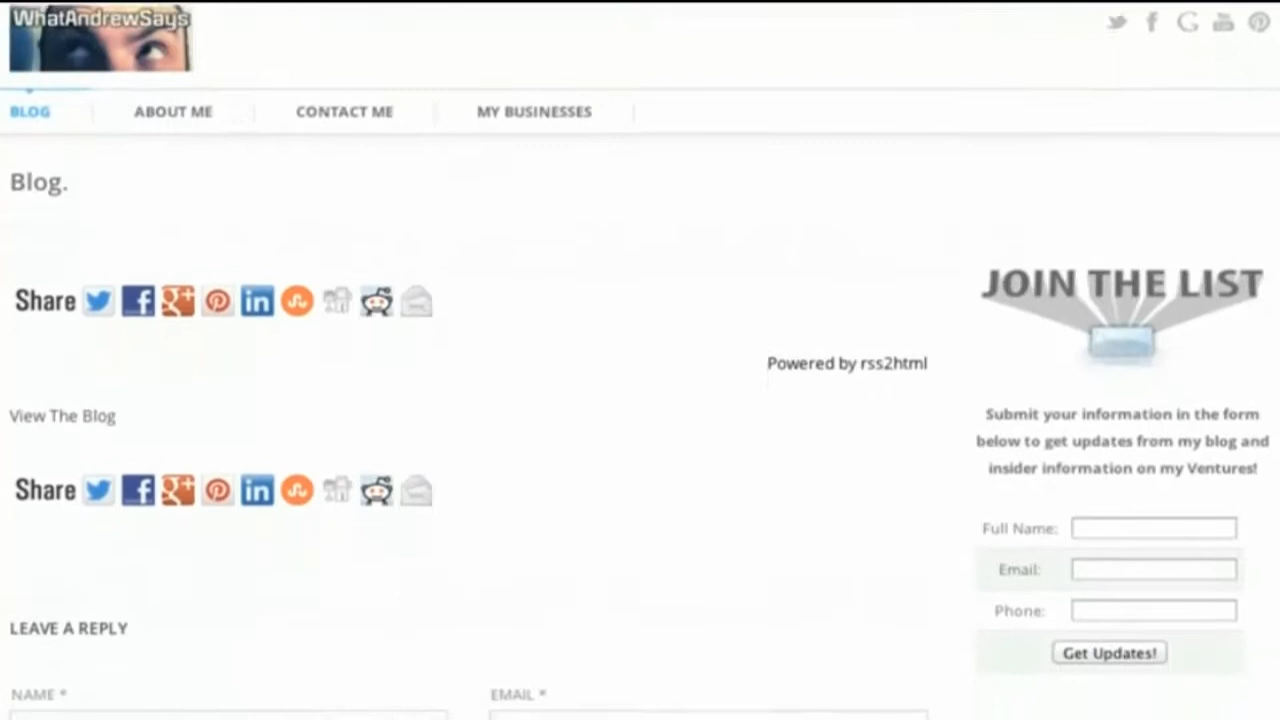 WhatAndrewSays
BLOG
ABOUT ME
CONTACT ME
MY BUSINESSES
Blog.
Share
Powered by rss2html
View The Blog
Share
LEAVE A REPLY
NAME *
EMAIL *
JOIN THE LIST
Submit your information in the form
below to get updates from my blog and
insider information on my Ventures!
Full Name:
Email:
Phone:
Get Updates!